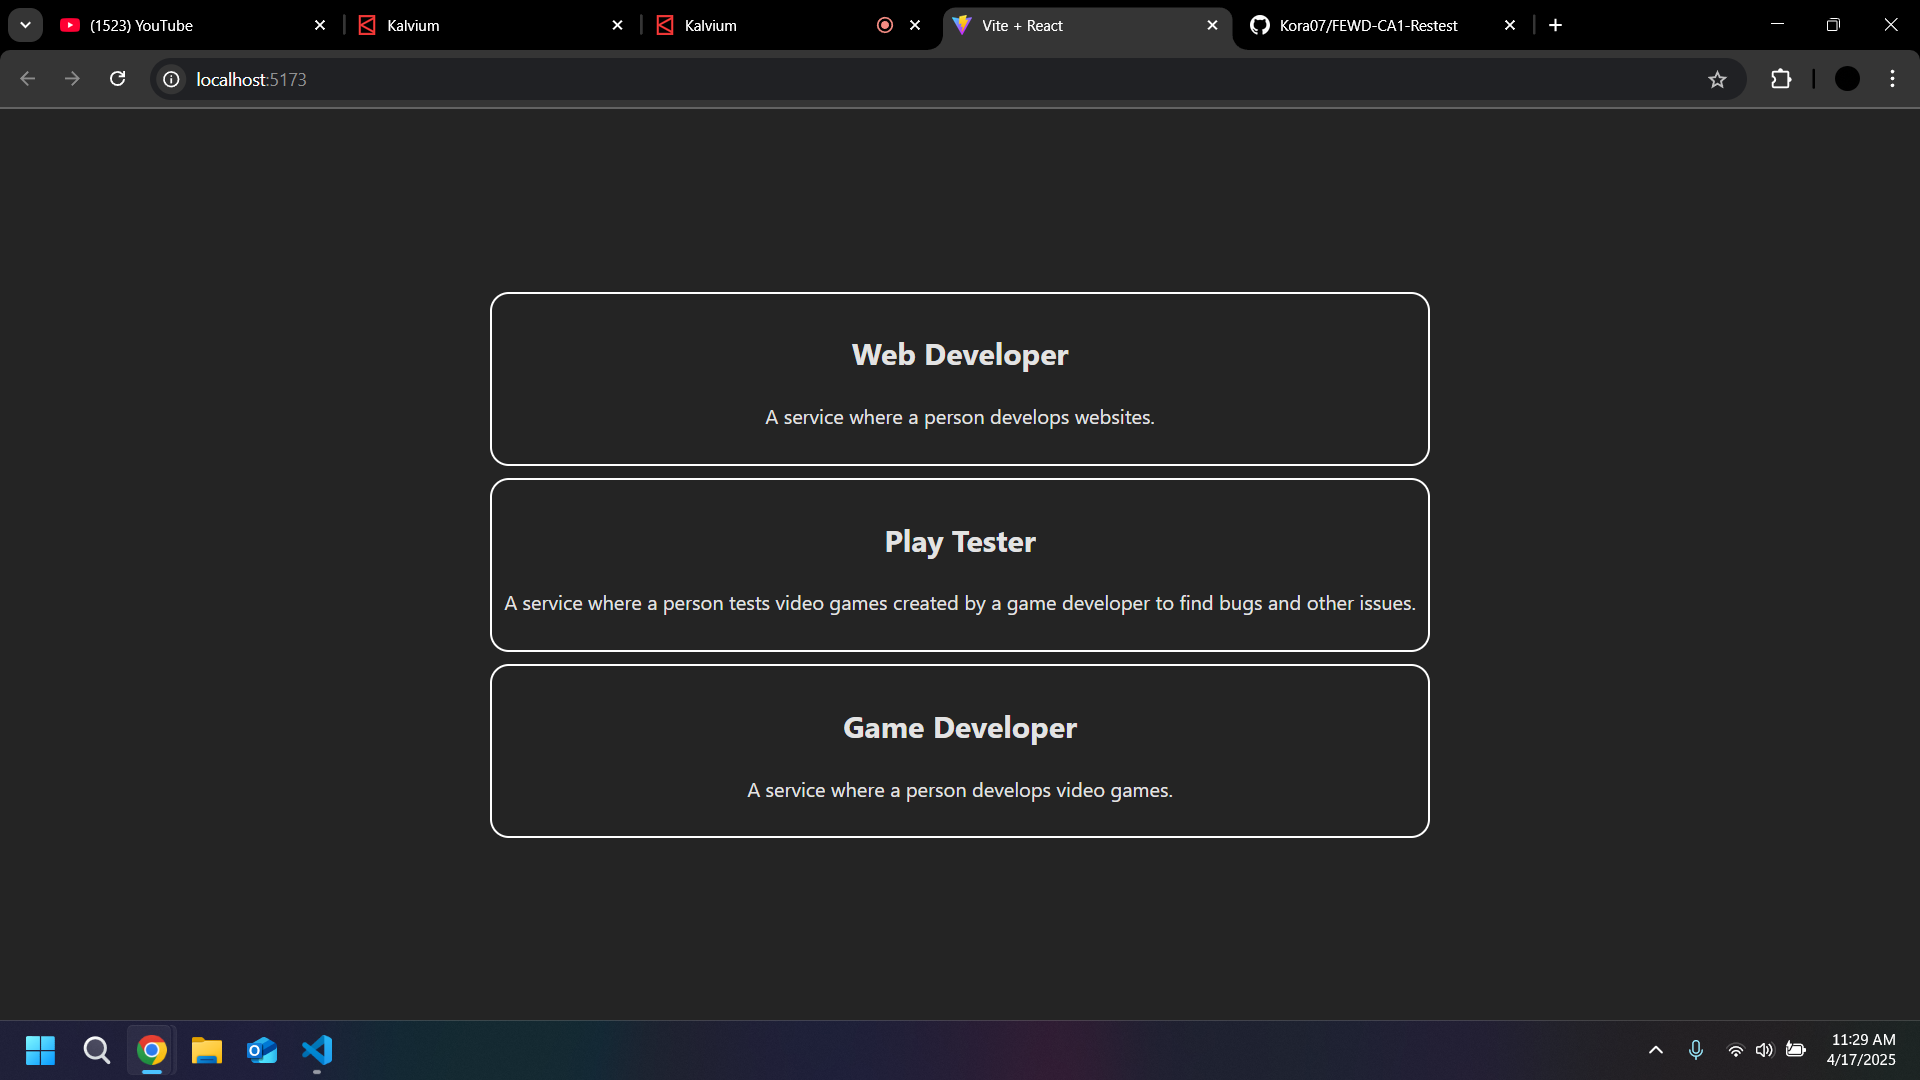 (1523) YouTube
Kalvium
Kalvium
Vite + React
Kora07/FEWD-CA1-Restest
localhost:5173
Web Developer
A service where a person develops websites.
Play Tester
A service where a person tests video games created by a game developer to find bugs and other issues.
Game Developer
A service where a person develops video games.
11:29 AM
4/17/2025